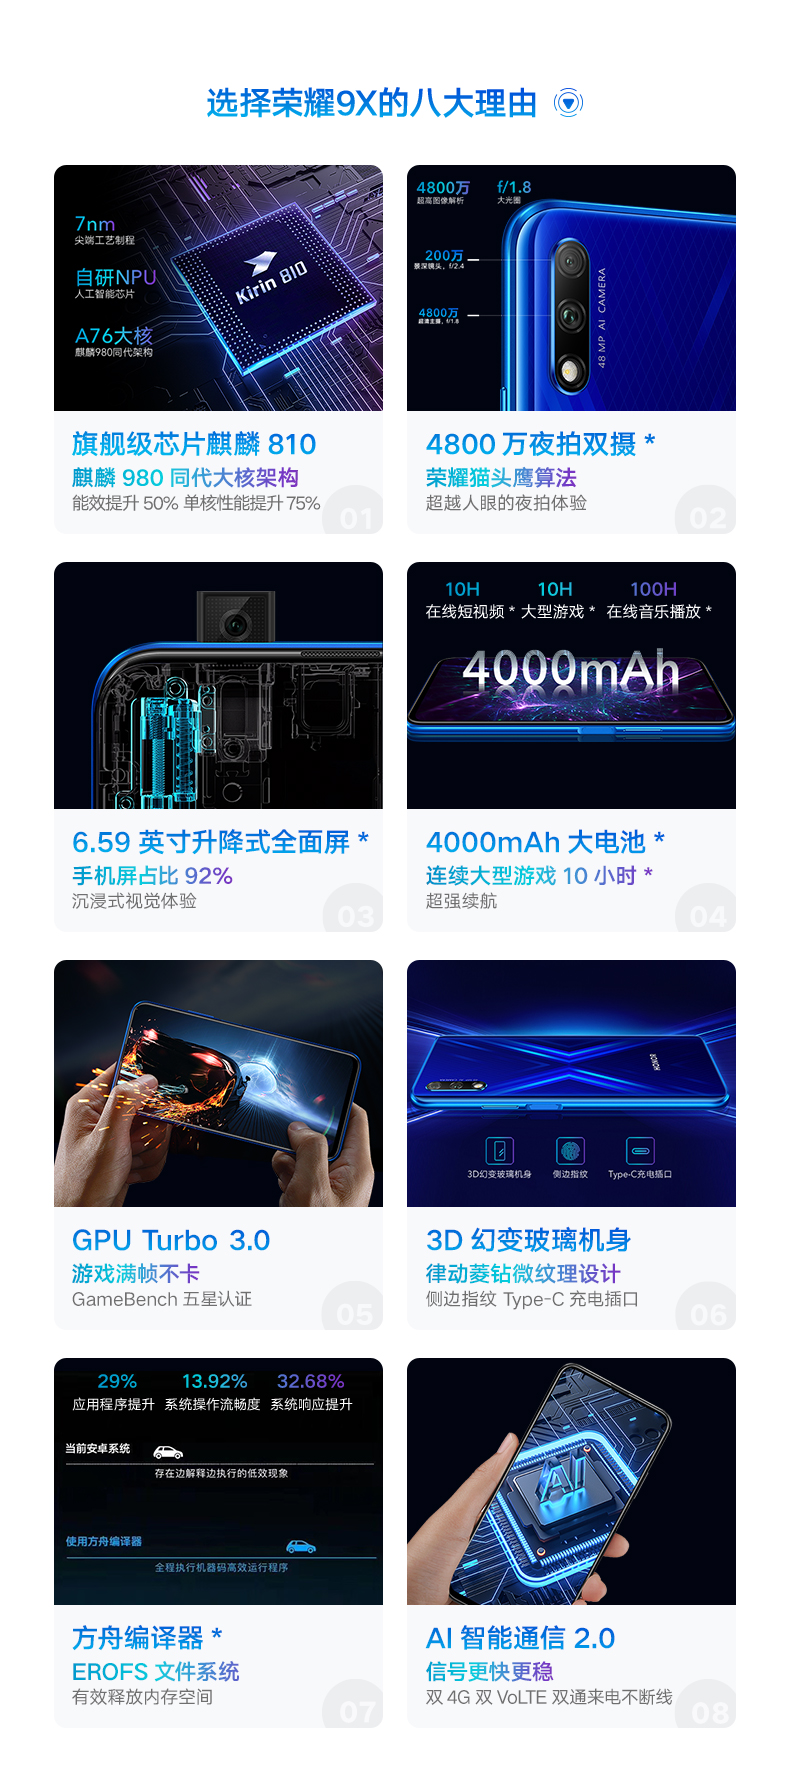 选择荣耀9X的八大理由
7nm
尖端工艺制程
自研NPU
人工智能芯片
A76大核
麒麟980同代架构
Kirin 810
旗舰级芯片麒麟 810
麒麟 980 同代大核架构
能效提升 50% 单核性能提升 75%
01
4800万
超高图像解析
f/1.8
大光圈
200万
景深镜头, f/2.4
4800万
超清主摄, f/1.8
48 MP AI CAMERA
4800 万夜拍双摄 *
荣耀猫头鹰算法
超越人眼的夜拍体验
02
6.59 英寸升降式全面屏 *
手机屏占比 92%
沉浸式视觉体验
03
10H
在线短视频 *
10H
大型游戏 *
100H
在线音乐播放 *
4000mAh
4000mAh 大电池 *
连续大型游戏 10 小时 *
超强续航
04
GPU Turbo 3.0
游戏满帧不卡
GameBench 五星认证
05
HONOR
3D幻变玻璃机身
侧边指纹
Type-C充电插口
3D 幻变玻璃机身
律动菱钻微纹理设计
侧边指纹 Type-C 充电插口
06
29%
应用程序提升
13.92%
系统操作流畅度
32.68%
系统响应提升
当前安卓系统
存在边解释边执行的低效现象
使用方舟编译器
全程执行机器码高效运行程序
方舟编译器 *
EROFS 文件系统
有效释放内存空间
07
AI
AI 智能通信 2.0
信号更快更稳
双 4G 双 VoLTE 双通来电不断线
08